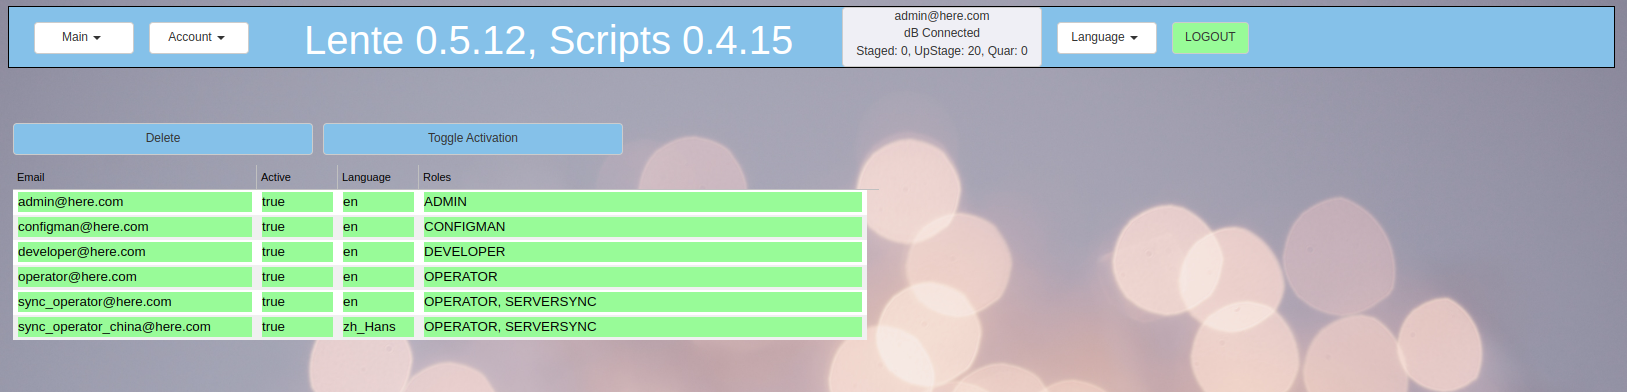 Main
Account
Lente 0.5.12, Scripts 0.4.15
admin@here.com
dB Connected
Staged: 0, UpStage: 20, Quar: 0
Language
LOGOUT
Delete
Toggle Activation
Email Active Language Roles
admin@here.com true en ADMIN
configman@here.com true en CONFIGMAN
developer@here.com true en DEVELOPER
operator@here.com true en OPERATOR
sync_operator@here.com true en OPERATOR, SERVERSYNC
sync_operator_china@here.com true zh_Hans OPERATOR, SERVERSYNC